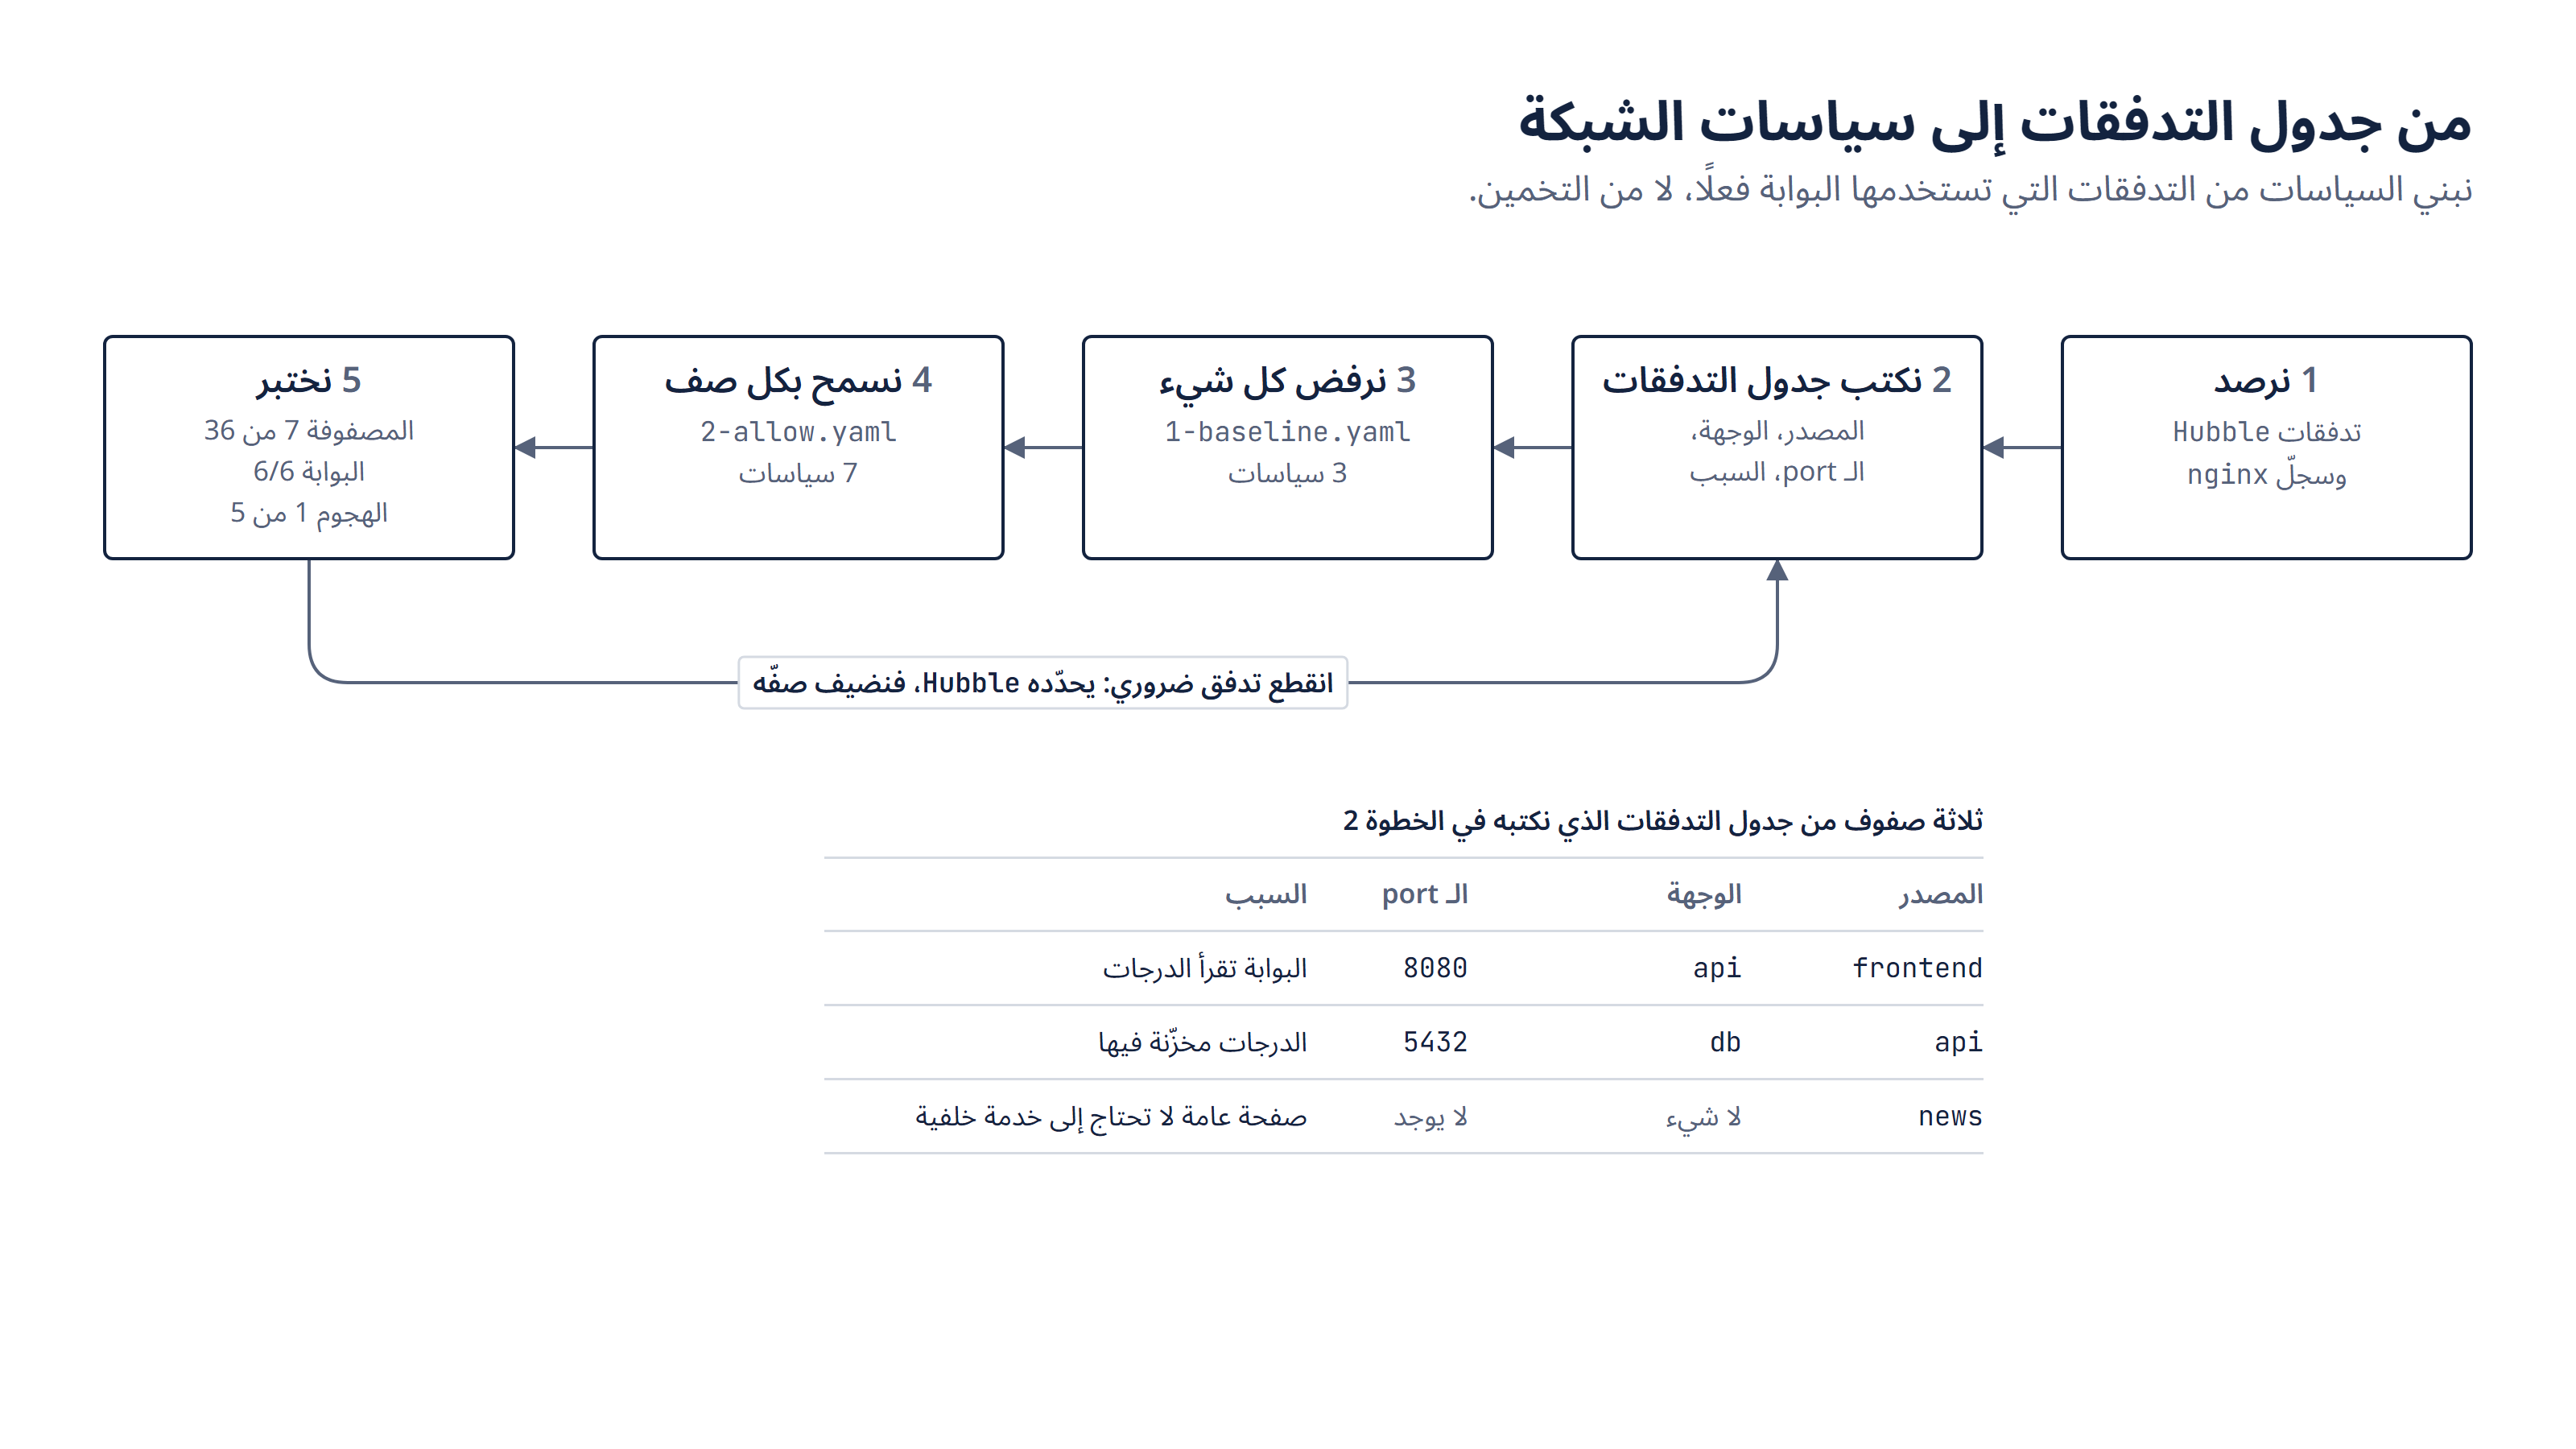 من جدول التدفقات إلى سياسات الشبكة
نبني السياسات من التدفقات التي تستخدمها البوابة فعلًا، لا من التخمين.
1 نرصد
تدفقات Hubble
وسجلّ nginx
2 نكتب جدول التدفقات
المصدر، الوجهة،
الـ port، السبب
3 نرفض كل شيء
1-baseline.yaml
3 سياسات
4 نسمح بكل صف
2-allow.yaml
7 سياسات
5 نختبر
المصفوفة 7 من 36
البوابة 6/6
الهجوم 1 من 5
انقطع تدفق ضروري: يحدّده Hubble، فنضيف صفّه
ثلاثة صفوف من جدول التدفقات الذي نكتبه في الخطوة 2
المصدر الوجهة الـ port السبب
frontend api 8080 البوابة تقرأ الدرجات
api db 5432 الدرجات مخزّنة فيها
news لا شيء لا يوجد صفحة عامة لا تحتاج إلى خدمة خلفية